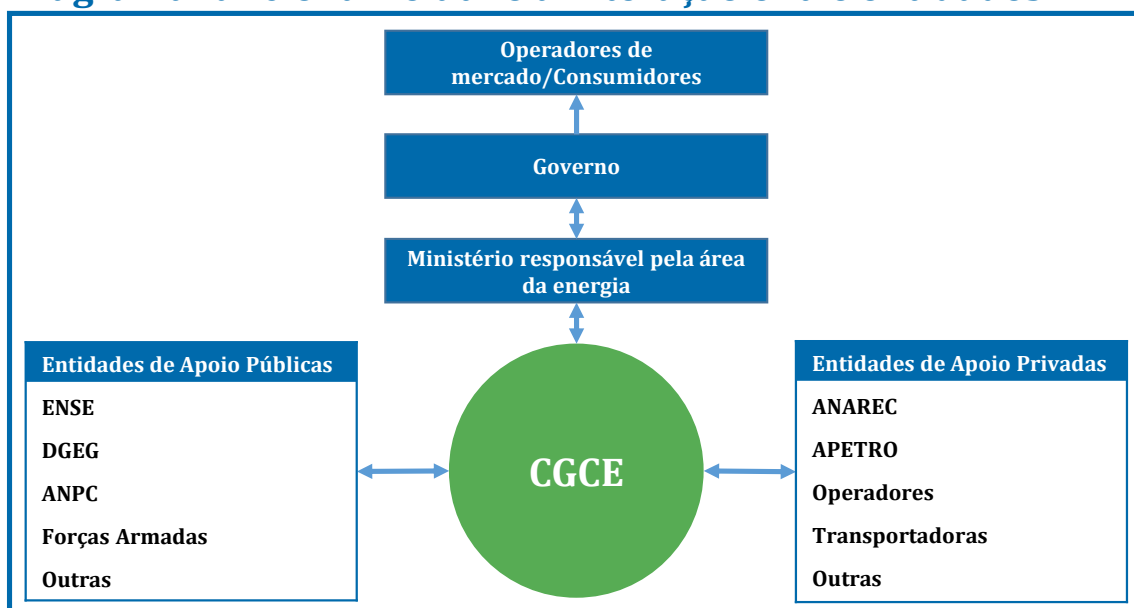 Operadores de
mercado/Consumidores
Governo
Ministério responsável pela área
da energia
Entidades de Apoio Públicas
ENSE
DGEG
ANPC
Forças Armadas
Outras
CGCE
Entidades de Apoio Privadas
ANAREC
APETRO
Operadores
Transportadoras
Outras